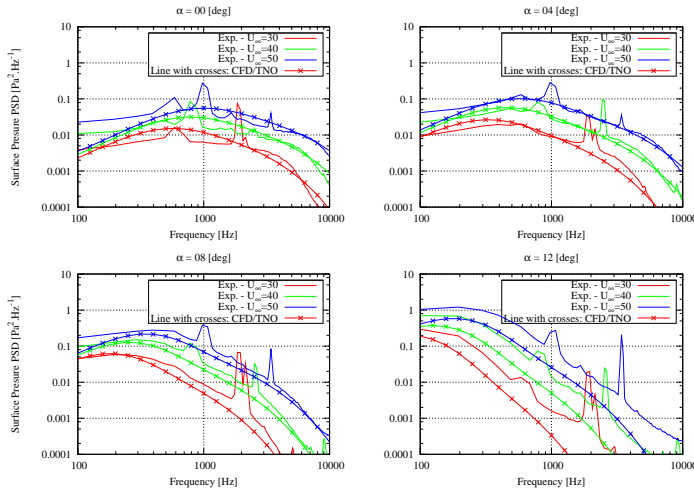 α = 00 [deg]
Surface Pressure PSD [Pa².Hz⁻¹]
10
1
0.1
0.01
0.001
0.0001
Exp. - U∞=30
Exp. - U∞=40
Exp. - U∞=50
Line with crosses: CFD/TNO
100
1000
10000
Frequency [Hz]
α = 04 [deg]
10
1
0.1
0.01
0.001
0.0001
Exp. - U∞=30
Exp. - U∞=40
Exp. - U∞=50
Line with crosses: CFD/TNO
100
1000
10000
Frequency [Hz]
α = 08 [deg]
Surface Pressure PSD [Pa².Hz⁻¹]
10
1
0.1
0.01
0.001
0.0001
Exp. - U∞=30
Exp. - U∞=40
Exp. - U∞=50
Line with crosses: CFD/TNO
100
1000
10000
Frequency [Hz]
α = 12 [deg]
10
1
0.1
0.01
0.001
0.0001
Exp. - U∞=30
Exp. - U∞=40
Exp. - U∞=50
Line with crosses: CFD/TNO
100
1000
10000
Frequency [Hz]